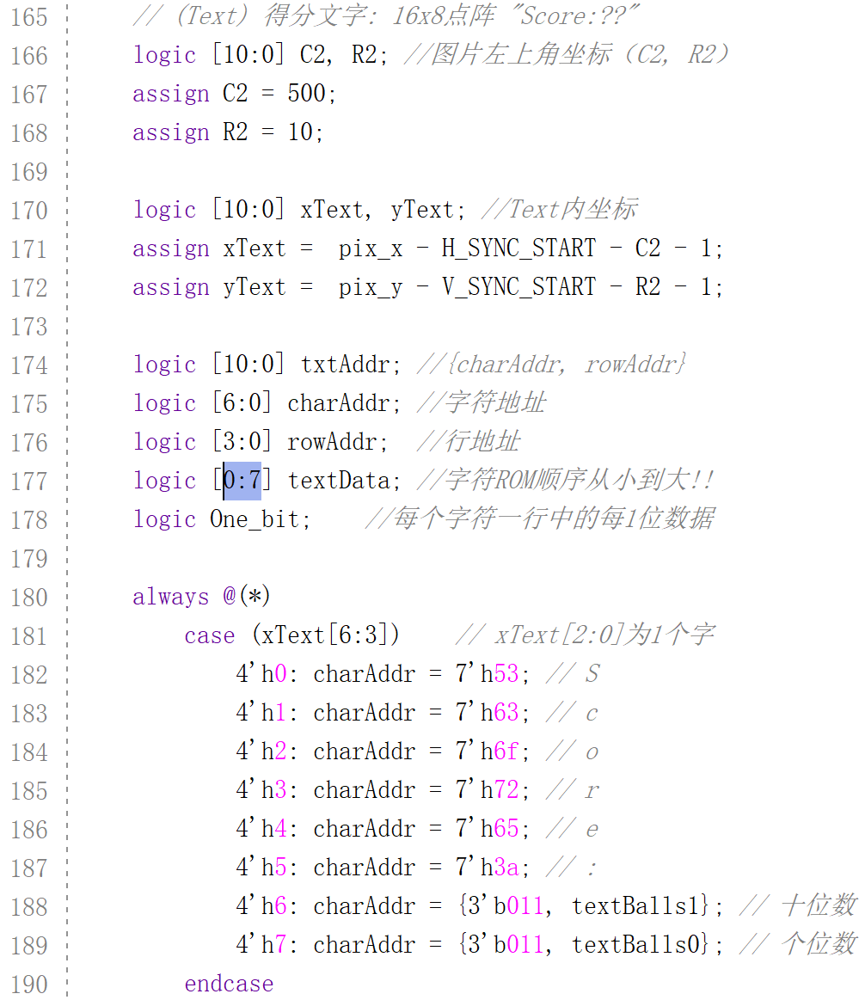 165 // (Text) 得分文字: 16x8点阵 "Score:??"
166 logic [10:0] C2, R2; //图片左上角坐标（C2, R2）
167 assign C2 = 500;
168 assign R2 = 10;
169
170 logic [10:0] xText, yText; //Text内坐标
171 assign xText =  pix_x - H_SYNC_START - C2 - 1;
172 assign yText =  pix_y - V_SYNC_START - R2 - 1;
173
174 logic [10:0] txtAddr; //{charAddr, rowAddr}
175 logic [6:0] charAddr; //字符地址
176 logic [3:0] rowAddr;  //行地址
177 logic [0:7] textData; //字符ROM顺序从小到大!!
178 logic One_bit;    //每个字符一行中的每1位数据
179
180 always @(*)
181 case (xText[6:3])    // xText[2:0]为1个字
182 4'h0: charAddr = 7'h53; // S
183 4'h1: charAddr = 7'h63; // c
184 4'h2: charAddr = 7'h6f; // o
185 4'h3: charAddr = 7'h72; // r
186 4'h4: charAddr = 7'h65; // e
187 4'h5: charAddr = 7'h3a; // :
188 4'h6: charAddr = {3'b011, textBalls1}; // 十位数
189 4'h7: charAddr = {3'b011, textBalls0}; // 个位数
190 endcase